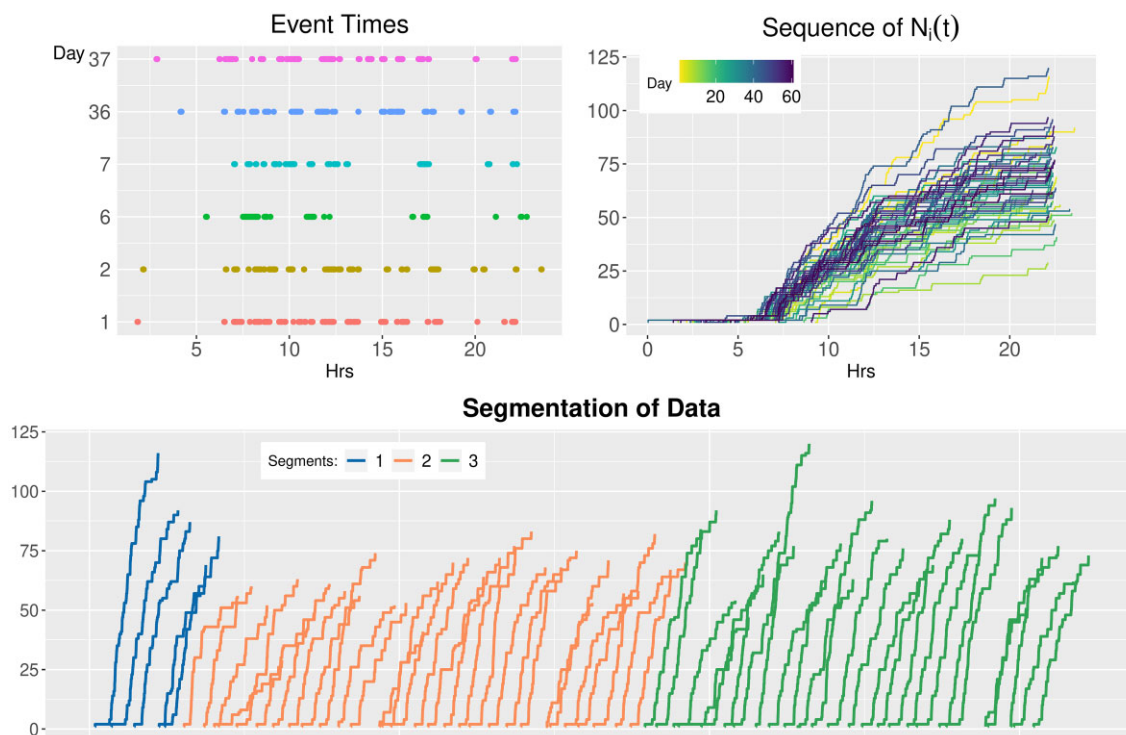 Event Times
Day
37
36
7
6
2
1
5 10 15 20
Hrs
Sequence of Nᵢ(t)
125
100
75
50
25
0
Day
20 40 60
0 5 10 15 20
Hrs
Segmentation of Data
125
100
75
50
25
0
Segments: 1 2 3